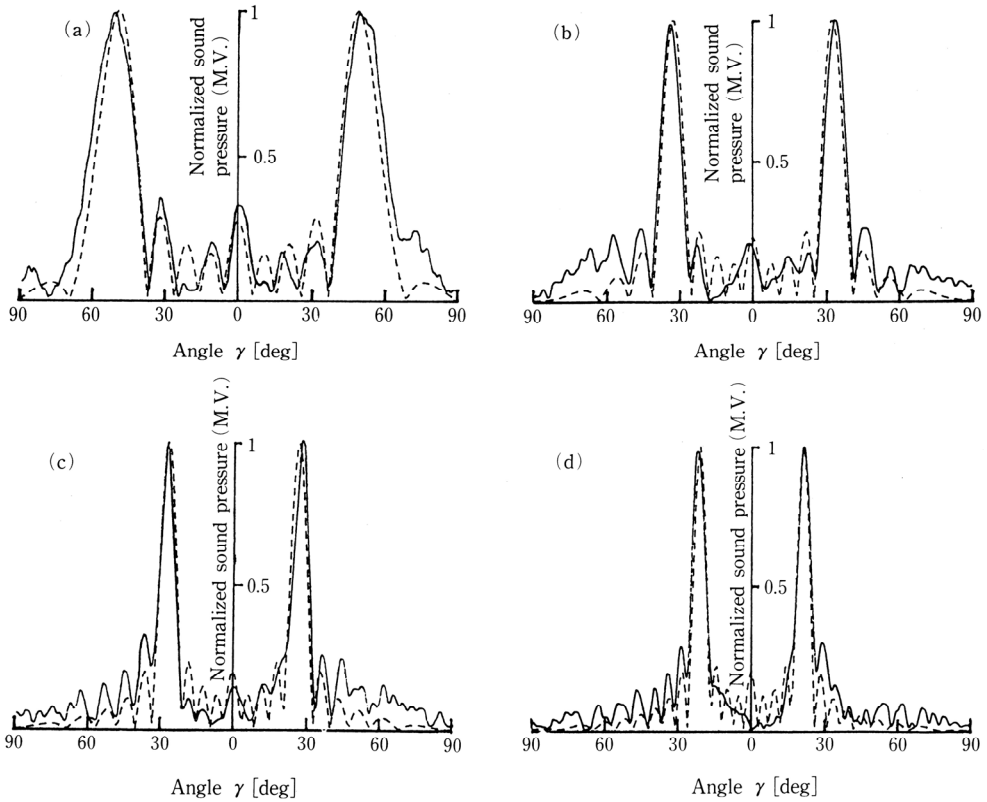 (a)
Normalized sound
pressure (M.V.)
1
0.5
90 60 30 0 30 60 90
Angle γ [deg]
(b)
Normalized sound
pressure (M.V.)
1
0.5
90 60 30 0 30 60 90
Angle γ [deg]
(c)
Normalized sound pressure (M.V.)
1
0.5
90 60 30 0 30 60 90
Angle γ [deg]
(d)
Normalized sound pressure (M.V.)
1
0.5
90 60 30 0 30 60 90
Angle γ [deg]